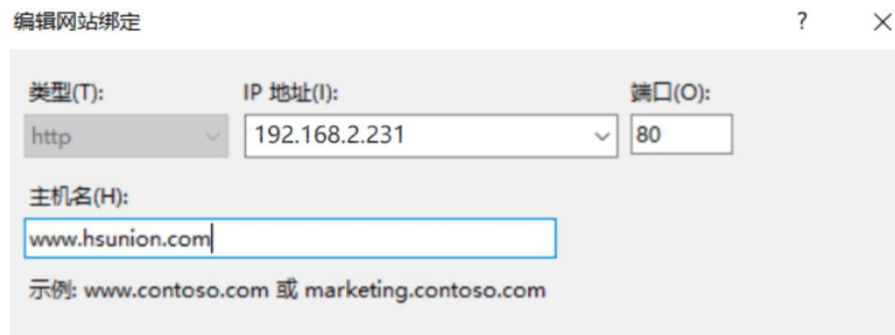 编辑网站绑定 ? ×
类型(T): IP 地址(I): 端口(O):
http 192.168.2.231 80
主机名(H):
www.hsunion.com
示例: www.contoso.com 或 marketing.contoso.com